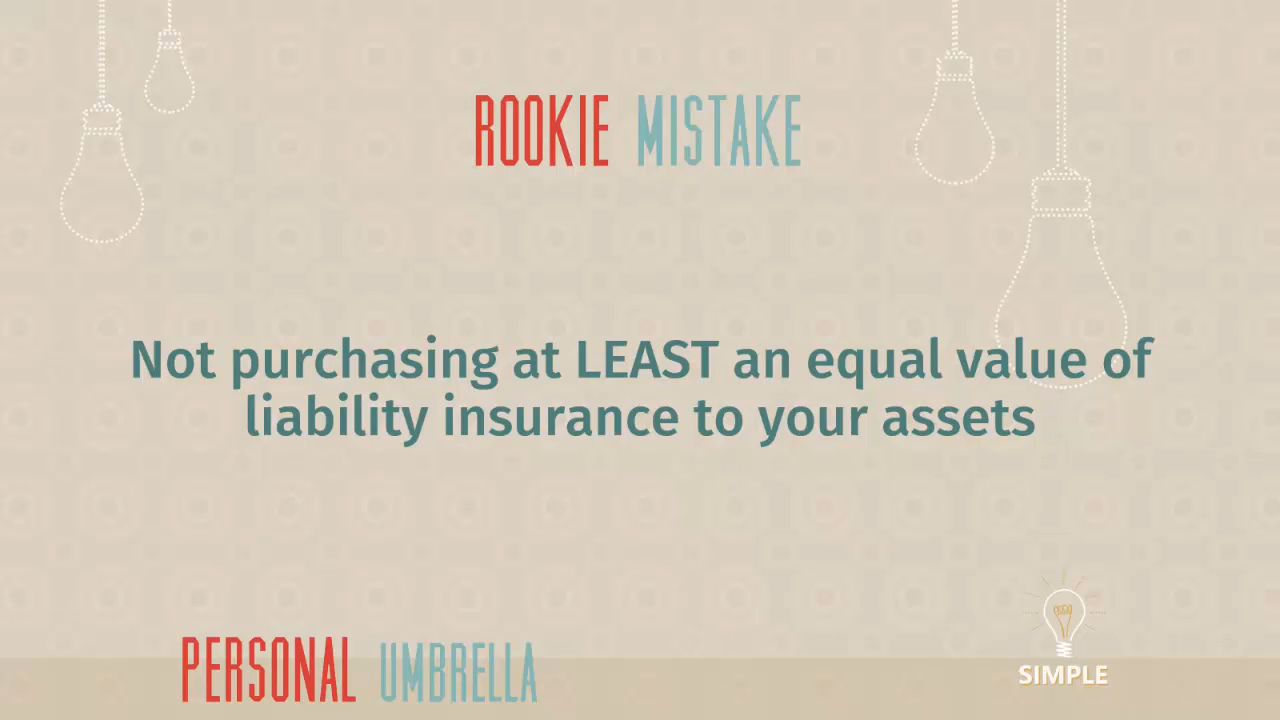 ROOKIE MISTAKE
Not purchasing at LEAST an equal value of
liability insurance to your assets
PERSONAL UMBRELLA
SIMPLE